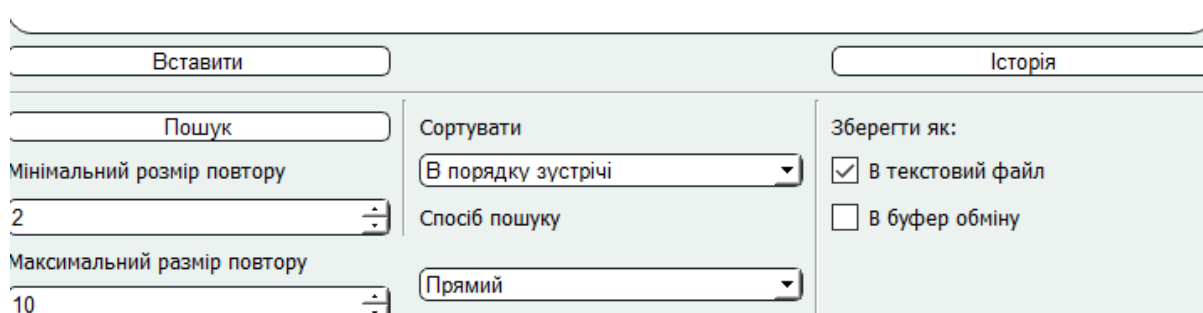 Вставити
Історія
Пошук
Мінімальний розмір повтору
2
Максимальний размір повтору
10
Сортувати
В порядку зустрічі
Спосіб пошуку
Прямий
Зберегти як:
В текстовий файл
В буфер обміну